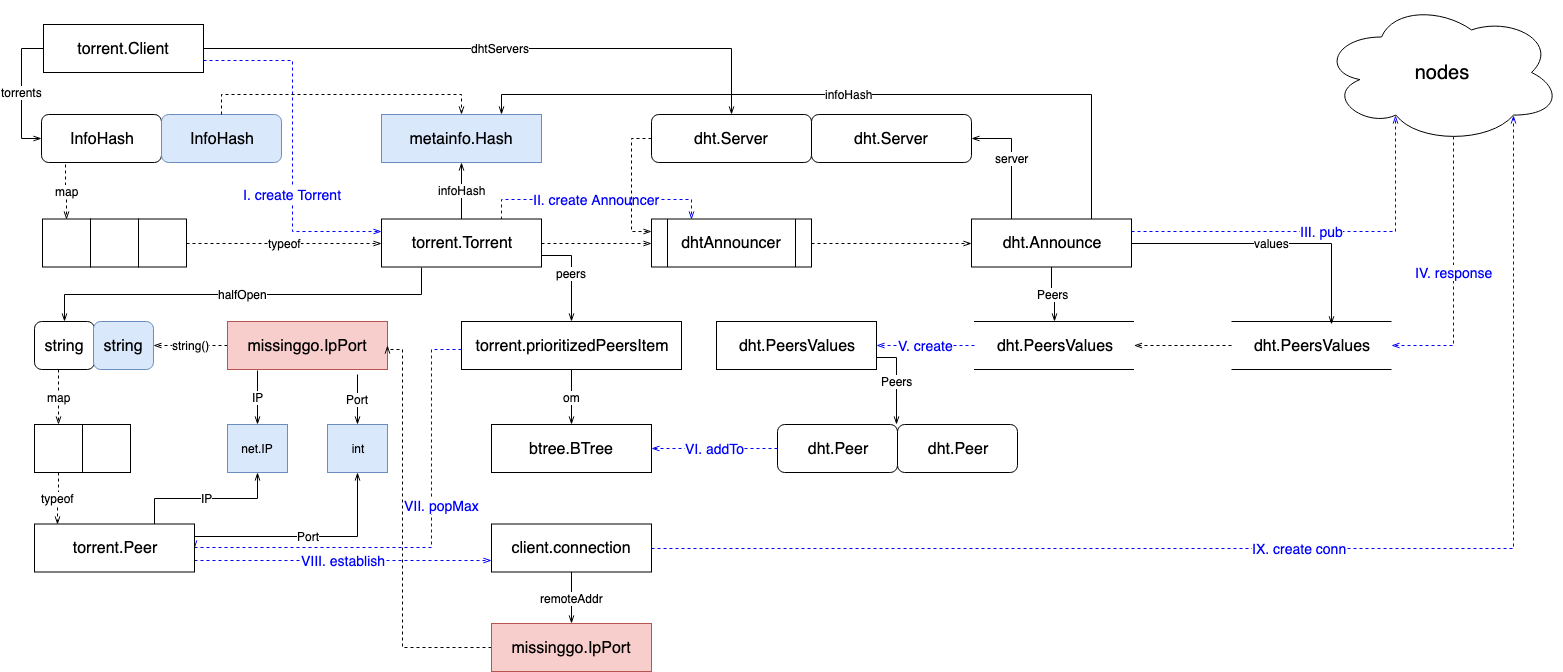 torrent.Client
dhtServers
nodes
torrents
infoHash
InfoHash
InfoHash
metainfo.Hash
dht.Server
dht.Server
server
map
I. create Torrent
infoHash
II. create Announcer
typeof
torrent.Torrent
dhtAnnouncer
dht.Announce
III. pub
values
IV. response
peers
halfOpen
Peers
string
string
string()
missinggo.IpPort
torrent.prioritizedPeersItem
dht.PeersValues
V. create
dht.PeersValues
dht.PeersValues
map
IP
Port
om
Peers
net.IP
int
btree.BTree
VI. addTo
dht.Peer
dht.Peer
typeof
IP
VII. popMax
Port
torrent.Peer
VIII. establish
client.connection
IX. create conn
remoteAddr
missinggo.IpPort